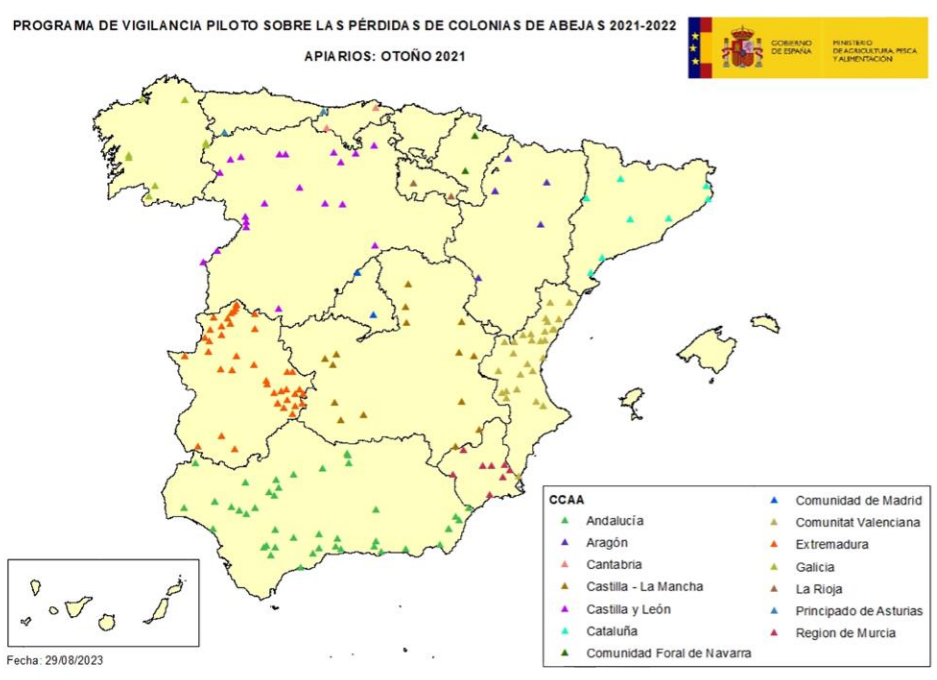 PROGRAMA DE VIGILANCIA PILOTO SOBRE LAS PÉRDIDAS DE COLONIAS DE ABEJAS 2021-2022
APIARIOS: OTOÑO 2021
GOBIERNO
DE ESPAÑA
MINISTERIO
DE AGRICULTURA, PESCA
Y ALIMENTACIÓN
CCAA
Andalucía
Aragón
Cantabria
Castilla - La Mancha
Castilla y León
Cataluña
Comunidad Foral de Navarra
Comunidad de Madrid
Comunitat Valenciana
Extremadura
Galicia
La Rioja
Principado de Asturias
Region de Murcia
Fecha: 29/08/2023